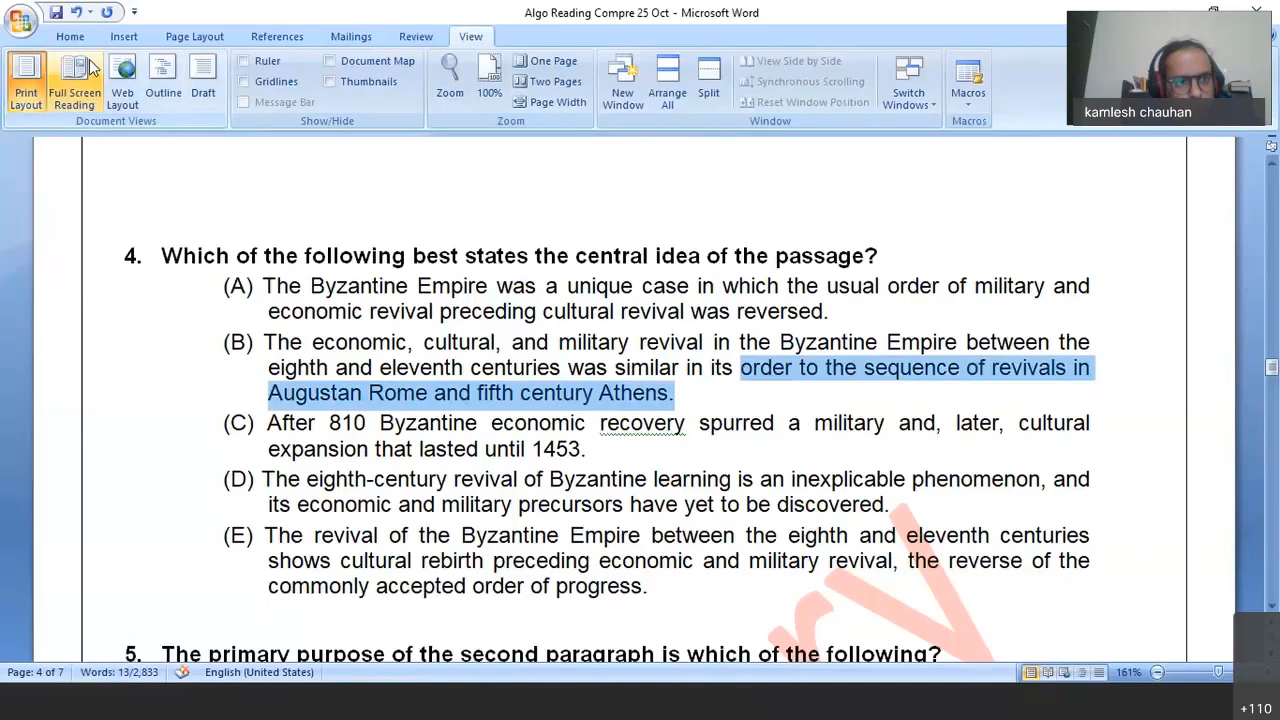 Algo Reading Compre 25 Oct - Microsoft Word
Home Insert Page Layout References Mailings Review View
Print Layout
Full Screen Reading
Web Layout
Outline
Draft
Document Views
Ruler
Gridlines
Message Bar
Document Map
Thumbnails
Show/Hide
Zoom
100%
One Page
Two Pages
Page Width
Zoom
New Window
Arrange All
Split
View Side by Side
Synchronous Scrolling
Reset Window Position
Window
Switch Windows
Macros
Macros
kamlesh chauhan
4. Which of the following best states the central idea of the passage?
(A) The Byzantine Empire was a unique case in which the usual order of military and
economic revival preceding cultural revival was reversed.
(B) The economic, cultural, and military revival in the Byzantine Empire between the
eighth and eleventh centuries was similar in its order to the sequence of revivals in
Augustan Rome and fifth century Athens.
(C) After 810 Byzantine economic recovery spurred a military and, later, cultural
expansion that lasted until 1453.
(D) The eighth-century revival of Byzantine learning is an inexplicable phenomenon, and
its economic and military precursors have yet to be discovered.
(E) The revival of the Byzantine Empire between the eighth and eleventh centuries
shows cultural rebirth preceding economic and military revival, the reverse of the
commonly accepted order of progress.
5. The primary purpose of the second paragraph is which of the following?
ry
Page: 4 of 7 Words: 13/2,833 English (United States) 161%
+110